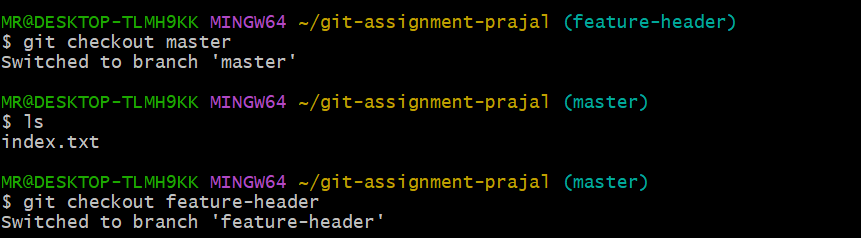 MR@DESKTOP-TLMH9KK MINGW64 ~/git-assignment-prajal (feature-header)
$ git checkout master
Switched to branch 'master'
MR@DESKTOP-TLMH9KK MINGW64 ~/git-assignment-prajal (master)
$ ls
index.txt
MR@DESKTOP-TLMH9KK MINGW64 ~/git-assignment-prajal (master)
$ git checkout feature-header
Switched to branch 'feature-header'